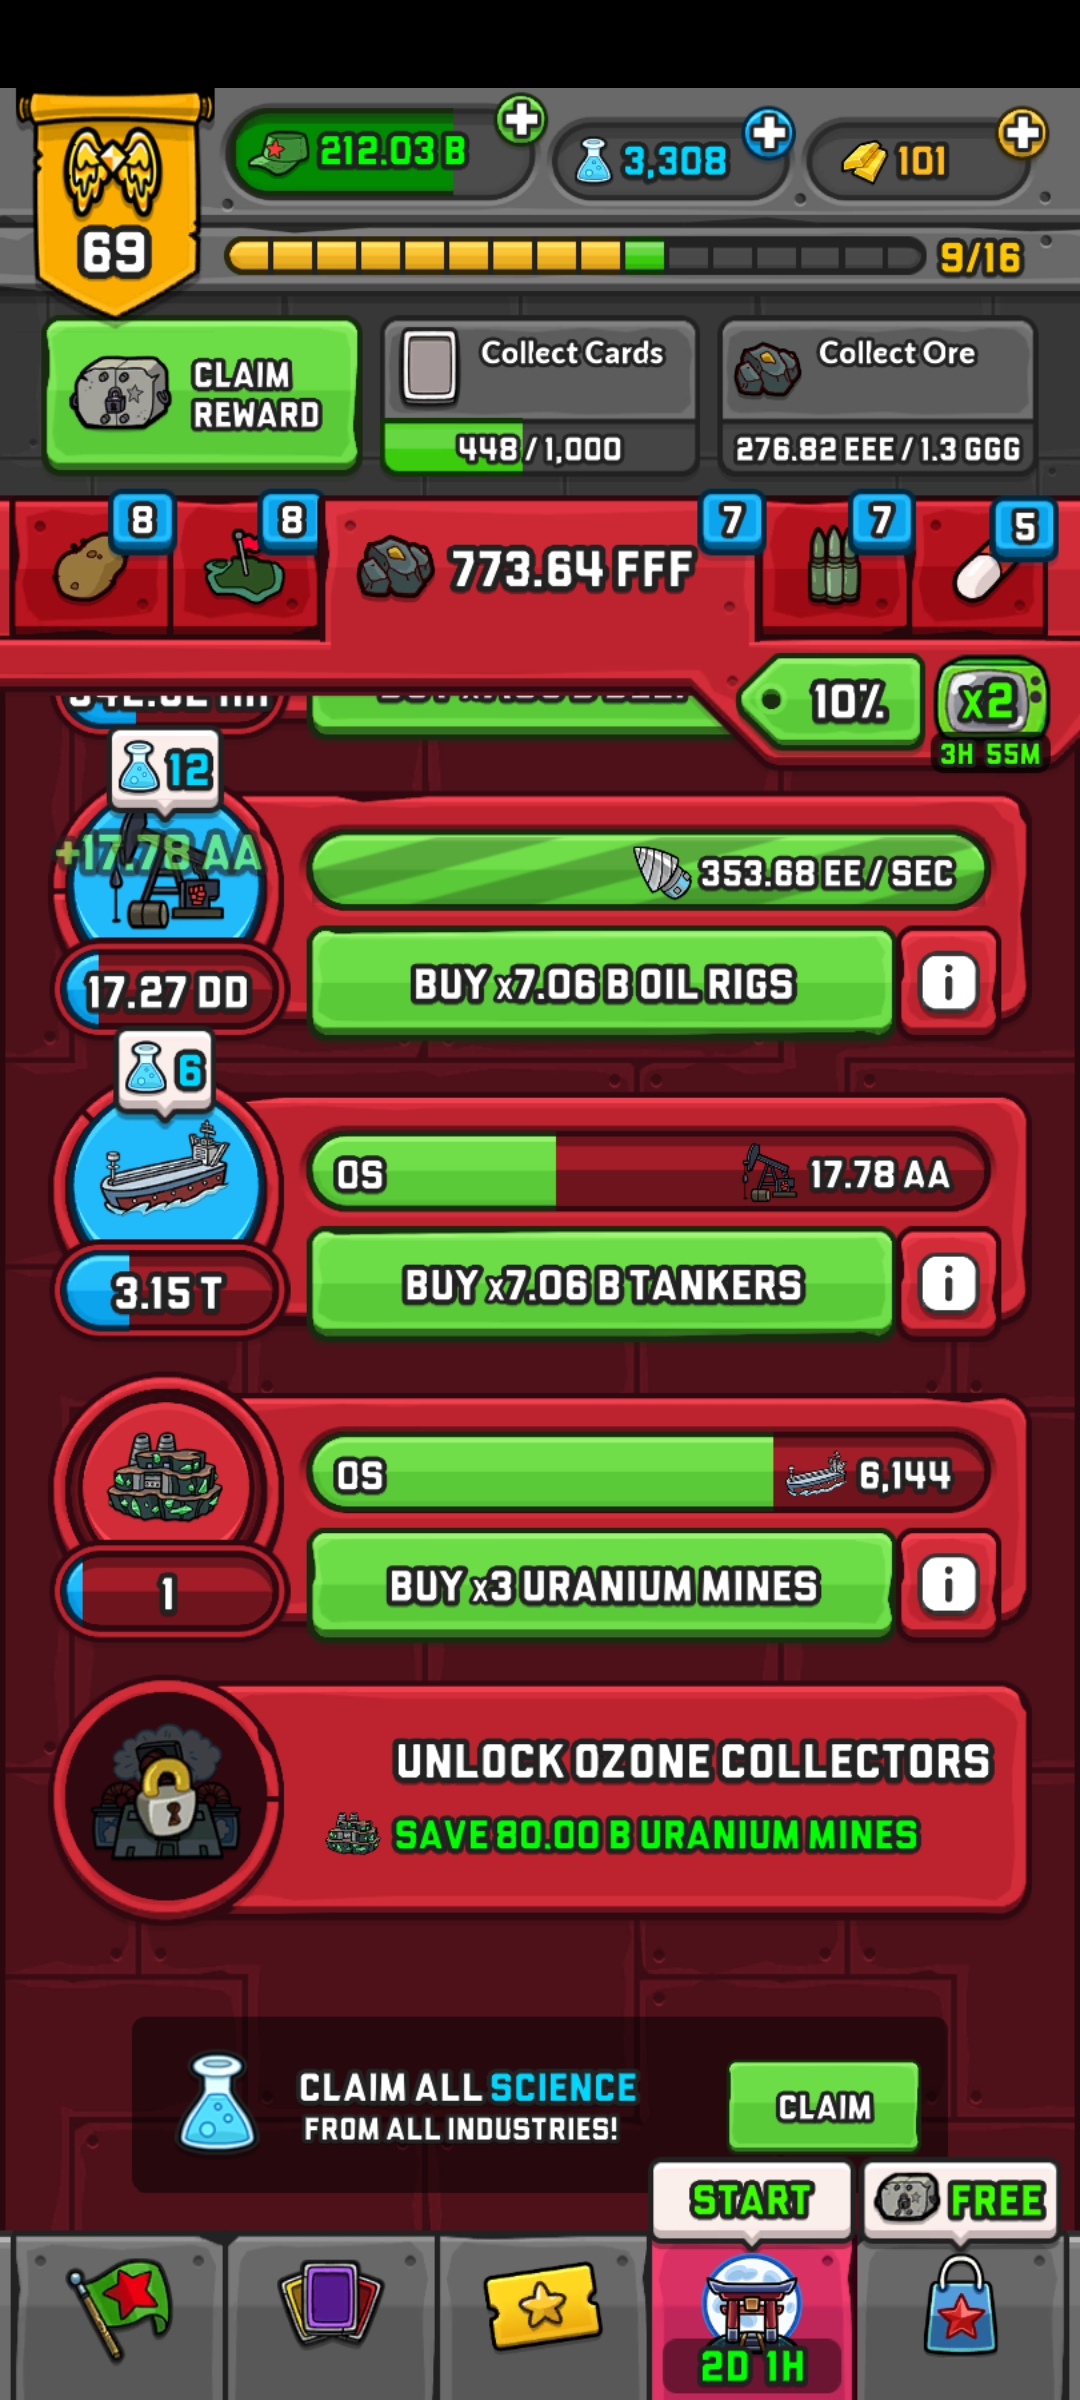 69
212.03 B
3,308
101
9/16
CLAIM
REWARD
Collect Cards
448 / 1,000
Collect Ore
276.82 EEE / 1.3 GGG
8
8
773.64 FFF
7
7
5
10%
x2
3H 55M
12
+17.78 AA
353.68 EE / SEC
17.27 DD
BUY x7.06 B OIL RIGS
i
6
0S
17.78 AA
3.15 T
BUY x7.06 B TANKERS
i
0S
6,144
1
BUY x3 URANIUM MINES
i
UNLOCK OZONE COLLECTORS
SAVE 80.00 B URANIUM MINES
CLAIM ALL SCIENCE
FROM ALL INDUSTRIES!
CLAIM
START
FREE
2D 1H